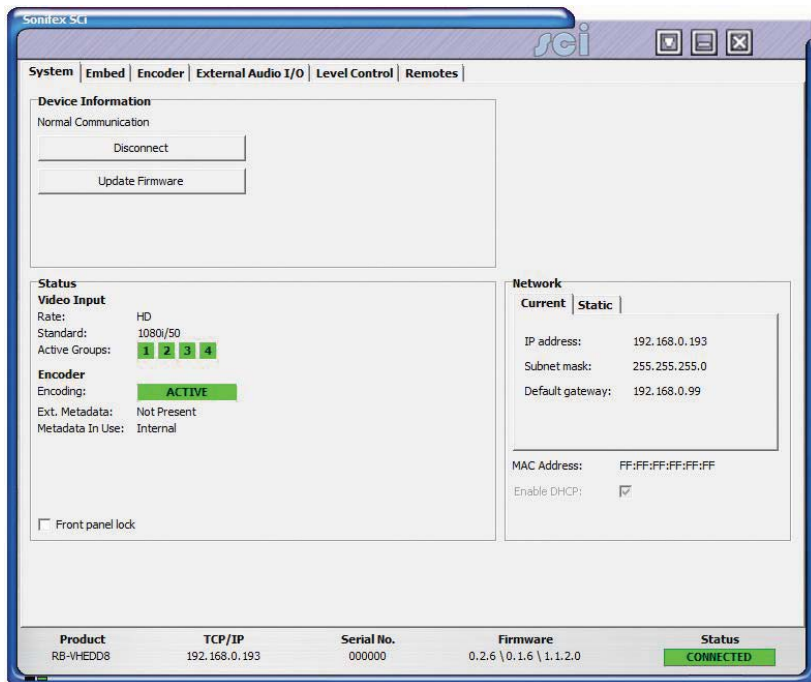 Sonifex SCi
sci
System Embed Encoder External Audio I/O Level Control Remotes
Device Information
Normal Communication
Disconnect
Update Firmware
Status
Video Input
Rate: HD
Standard: 1080i/50
Active Groups: 1 2 3 4
Encoder
Encoding: ACTIVE
Ext. Metadata: Not Present
Metadata In Use: Internal
Front panel lock
Network
Current Static
IP address: 192.168.0.193
Subnet mask: 255.255.255.0
Default gateway: 192.168.0.99
MAC Address: FF:FF:FF:FF:FF:FF
Enable DHCP:
Product TCP/IP Serial No. Firmware Status
RB-VHEDD8 192.168.0.193 000000 0.2.6 \ 0.1.6 \ 1.1.2.0 CONNECTED